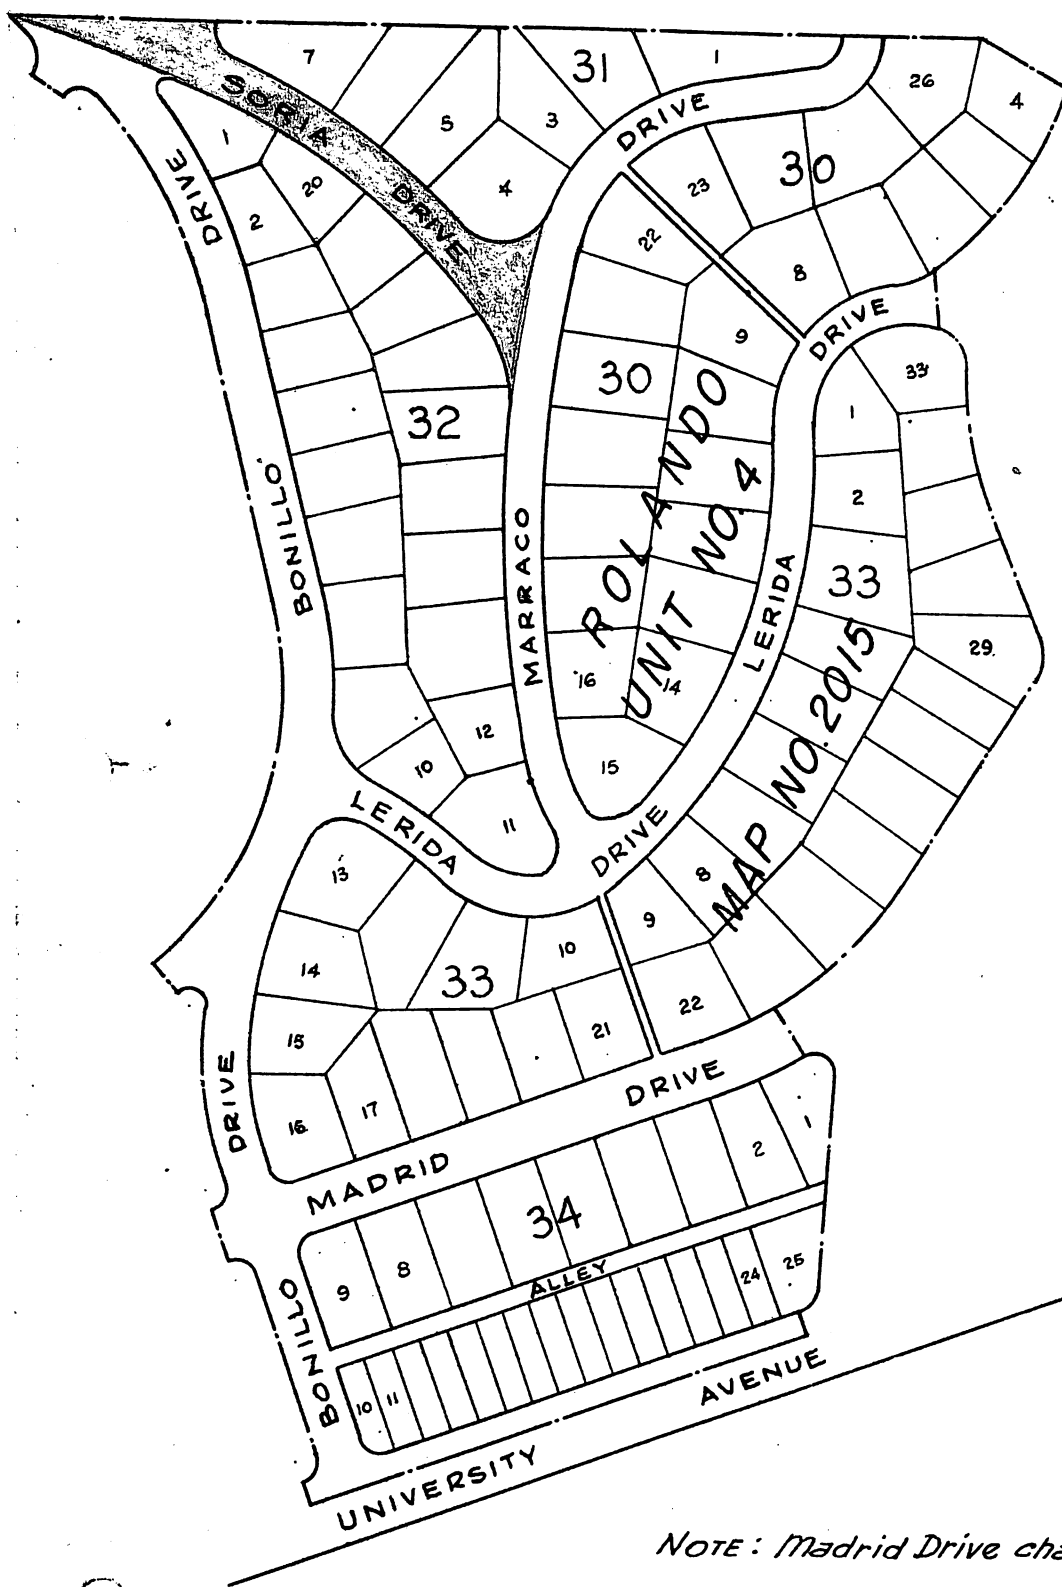 7
31
1
26
4
SORIA DRIVE
5
3
DRIVE
1
DRIVE
20
4
23
30
2
22
8
9
DRIVE
33
30
1
32
2
BONILLO
MARRACO
ROLANDO
UNIT NO. 4
LERIDA
33
MAP NO. 2015
29
16
14
12
10
15
11
LERIDA
DRIVE
13
8
9
10
14
33
22
15
21
16
17
DRIVE
DRIVE
MADRID
1
2
34
8
9
ALLEY
24
25
BONILLO
10
11
AVENUE
UNIVERSITY
NOTE: Madrid Drive cha